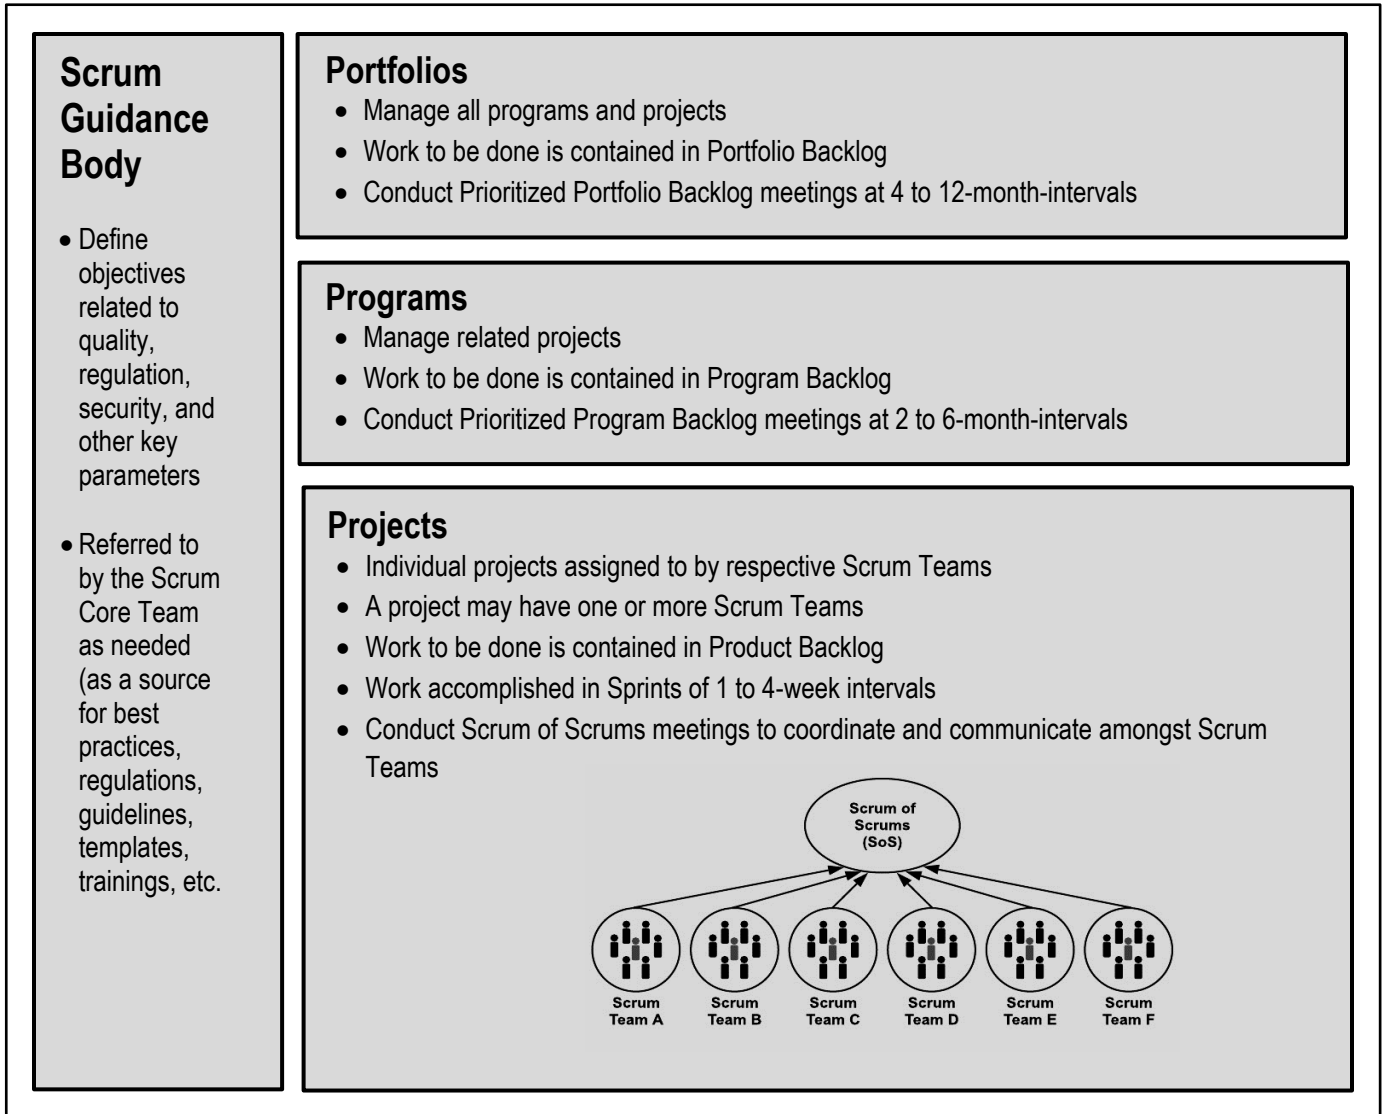 Scrum
Guidance
Body
• Define
objectives
related to
quality,
regulation,
security, and
other key
parameters
• Referred to
by the Scrum
Core Team
as needed
(as a source
for best
practices,
regulations,
guidelines,
templates,
trainings, etc.
Portfolios
• Manage all programs and projects
• Work to be done is contained in Portfolio Backlog
• Conduct Prioritized Portfolio Backlog meetings at 4 to 12-month-intervals
Programs
• Manage related projects
• Work to be done is contained in Program Backlog
• Conduct Prioritized Program Backlog meetings at 2 to 6-month-intervals
Projects
• Individual projects assigned to by respective Scrum Teams
• A project may have one or more Scrum Teams
• Work to be done is contained in Product Backlog
• Work accomplished in Sprints of 1 to 4-week intervals
• Conduct Scrum of Scrums meetings to coordinate and communicate amongst Scrum
Teams
Scrum of
Scrums
(SoS)
Scrum
Team A
Scrum
Team B
Scrum
Team C
Scrum
Team D
Scrum
Team E
Scrum
Team F